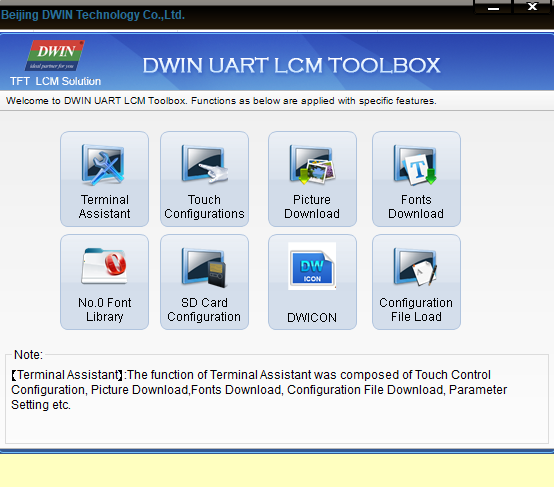 Beijing DWIN Technology Co.,Ltd.
DWIN
ideal partner for you
TFT LCM Solution
DWIN UART LCM TOOLBOX
Welcome to DWIN UART LCM Toolbox. Functions as below are applied with specific features.
Terminal
Assistant
Touch
Configurations
Picture
Download
T
Fonts
Download
No.0 Font
Library
SD Card
Configuration
DW
ICON
DWICON
Configuration
File Load
Note:
【Terminal Assistant】:The function of Terminal Assistant was composed of Touch Control
Configuration, Picture Download,Fonts Download, Configuration File Download, Parameter
Setting etc.